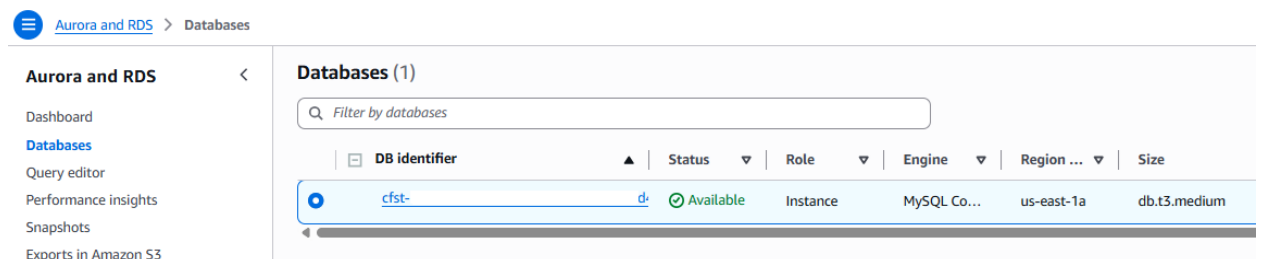 Aurora and RDS > Databases
Aurora and RDS
Dashboard
Databases
Query editor
Performance insights
Snapshots
Exports in Amazon S3
Databases (1)
Filter by databases
DB identifier Status Role Engine Region ... Size
cfst- d4 Available Instance MySQL Co... us-east-1a db.t3.medium